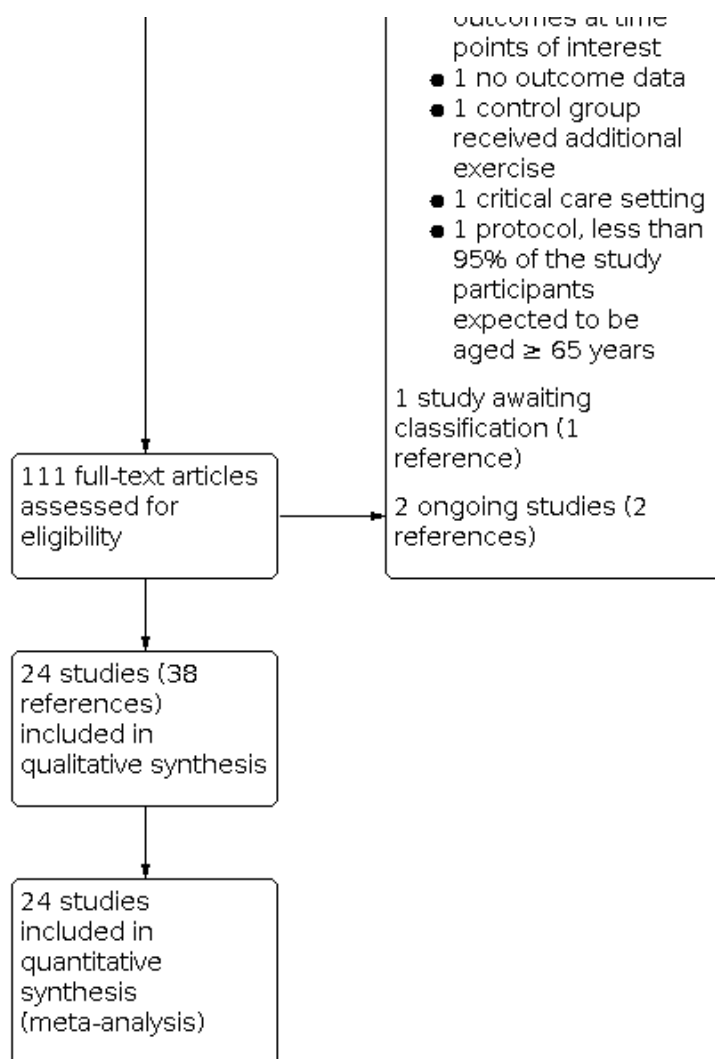 outcomes at time
points of interest
● 1 no outcome data
● 1 control group
received additional
exercise
● 1 critical care setting
● 1 protocol, less than
95% of the study
participants
expected to be
aged ≥ 65 years
1 study awaiting
classification (1
reference)
2 ongoing studies (2
references)
111 full-text articles
assessed for
eligibility
24 studies (38
references)
included in
qualitative synthesis
24 studies
included in
quantitative
synthesis
(meta-analysis)